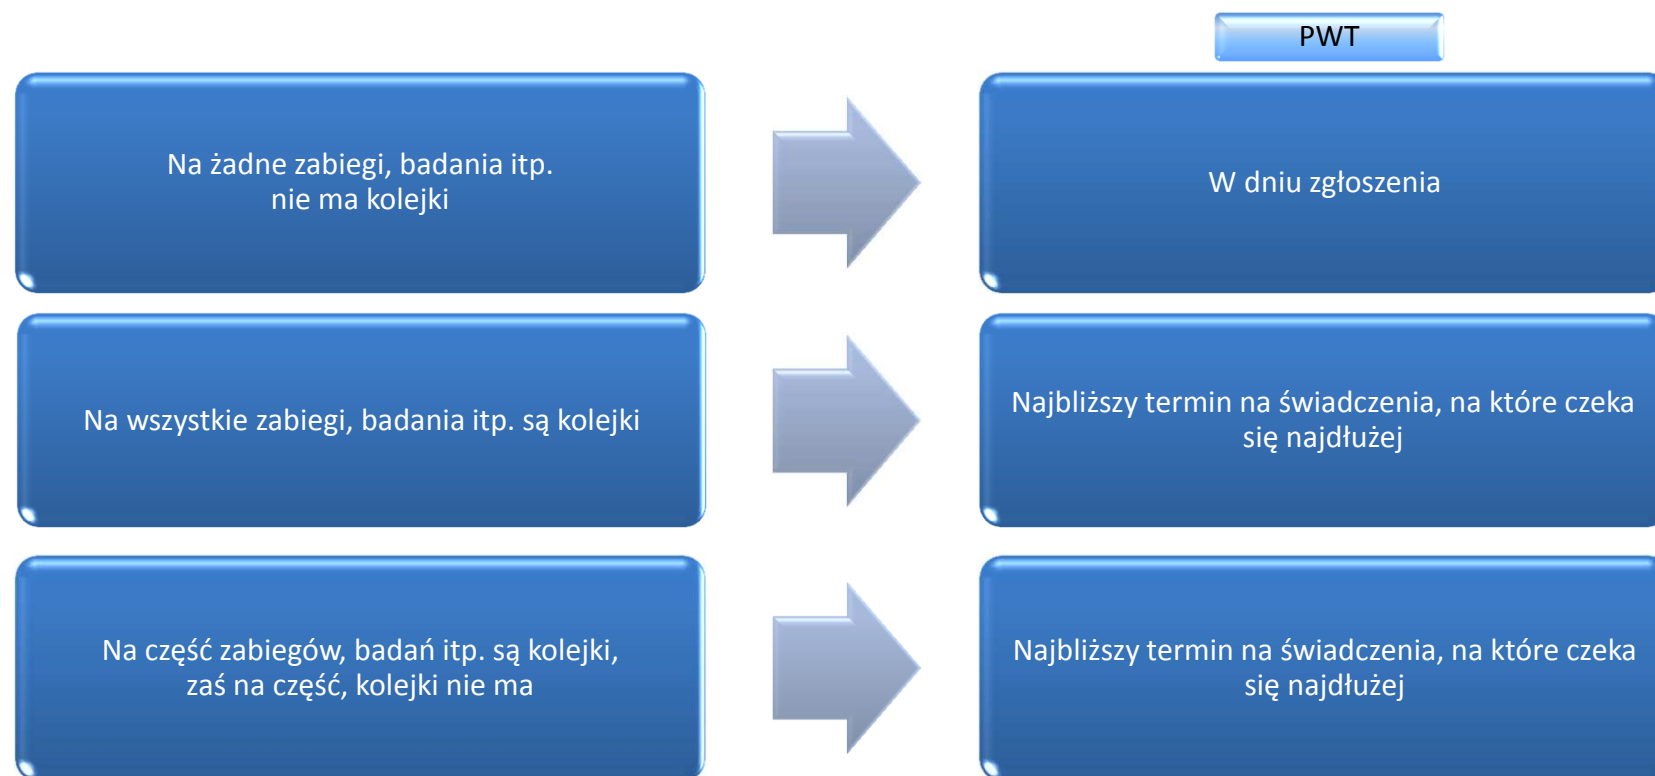 PWT
Na żadne zabiegi, badania itp.
nie ma kolejki
W dniu zgłoszenia
Na wszystkie zabiegi, badania itp. są kolejki
Najbliższy termin na świadczenia, na które czeka
się najdłużej
Na część zabiegów, badań itp. są kolejki,
zaś na część, kolejki nie ma
Najbliższy termin na świadczenia, na które czeka
się najdłużej